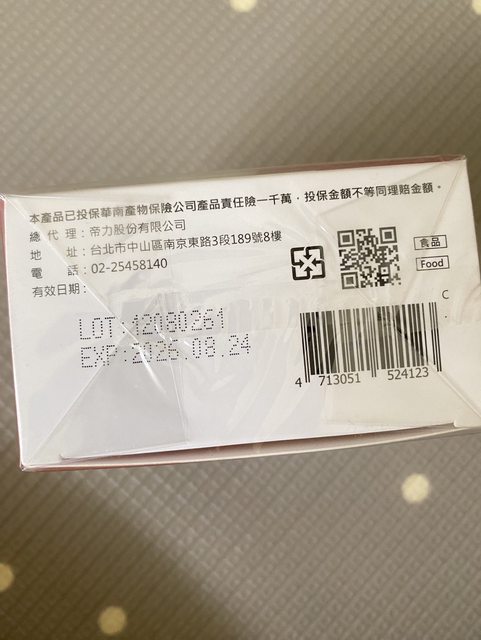 本產品已投保華南產物保險公司產品責任險一千萬，投保金額不等同理賠金額。
總代理：帝力股份有限公司
地址：台北市中山區南京東路3段189號8樓
電話：02-25458140
有效日期：
食品
Food
C
LOT:42080261
EXP:2026.08.24
4 713051 524123